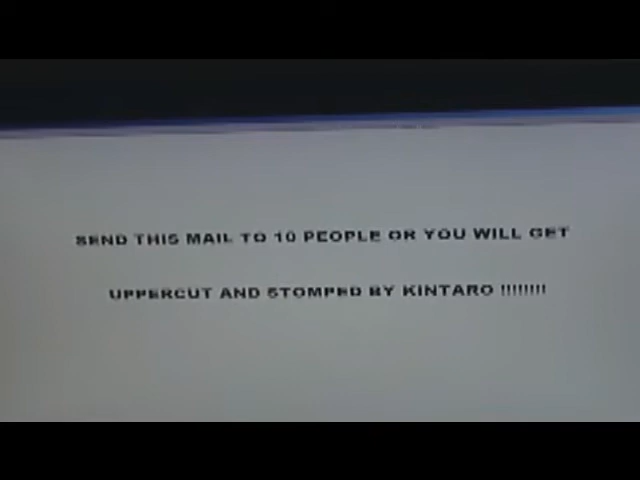 SEND THIS MAIL TO 10 PEOPLE OR YOU WILL GET
UPPERCUT AND STOMPED BY KINTARO !!!!!!!!